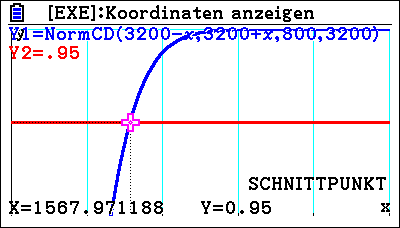 [EXE]:Koordinaten anzeigen
Y1=NormCD(3200-x,3200+x,800,3200)
y
Y2=.95
SCHNITTPUNKT
X=1567.971188 Y=0.95
x